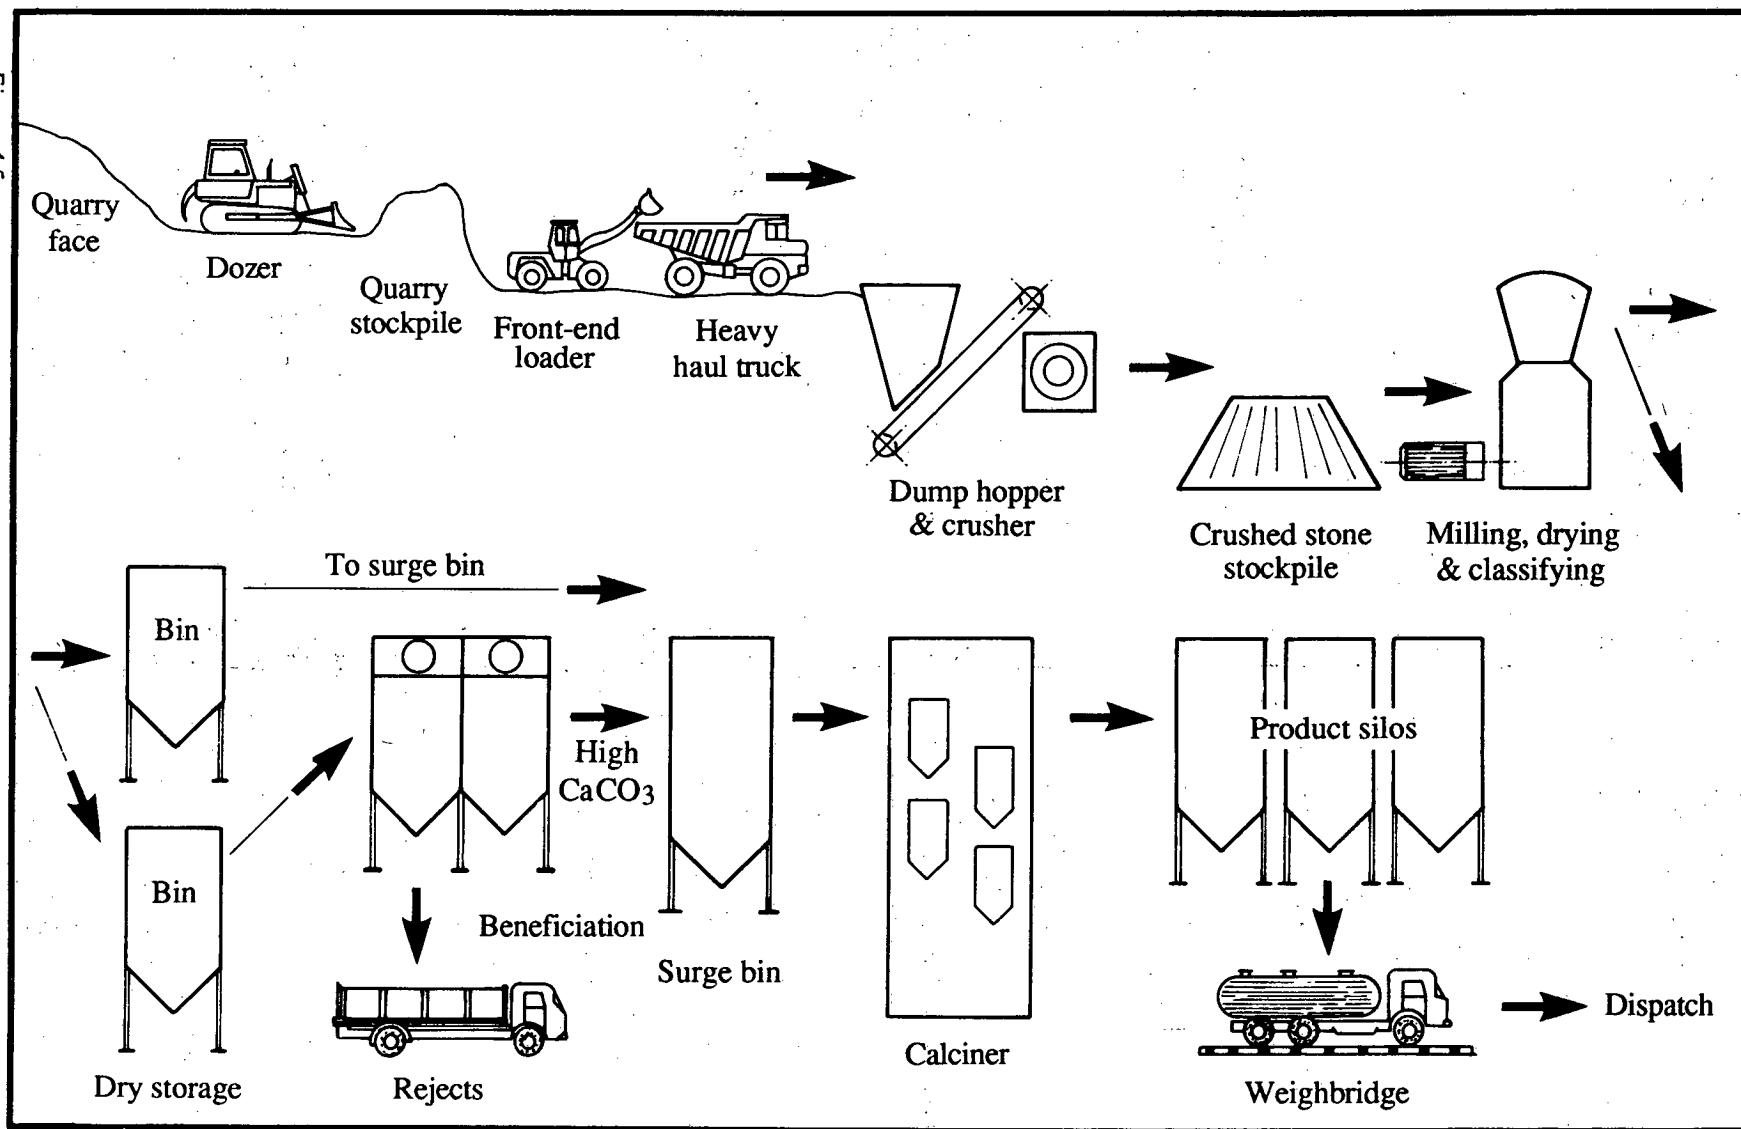 Quarry
face
Dozer
Quarry
stockpile
Front-end
loader
Heavy
haul truck
Dump hopper
& crusher
Crushed stone
stockpile
Milling, drying
& classifying
To surge bin
Bin
High
CaCO3
Product silos
Bin
Beneficiation
Surge bin
Dispatch
Calciner
Dry storage
Rejects
Weighbridge